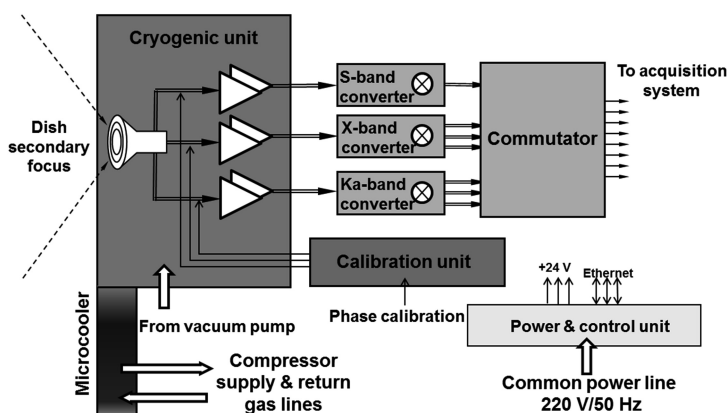 Cryogenic unit
Dish
secondary
focus
S-band
converter
X-band
converter
Ka-band
converter
Commutator
To acquisition
system
Calibration unit
Phase calibration
From vacuum pump
Microcooler
Compressor
supply & return
gas lines
+24 V
Ethernet
Power & control unit
Common power line
220 V/50 Hz